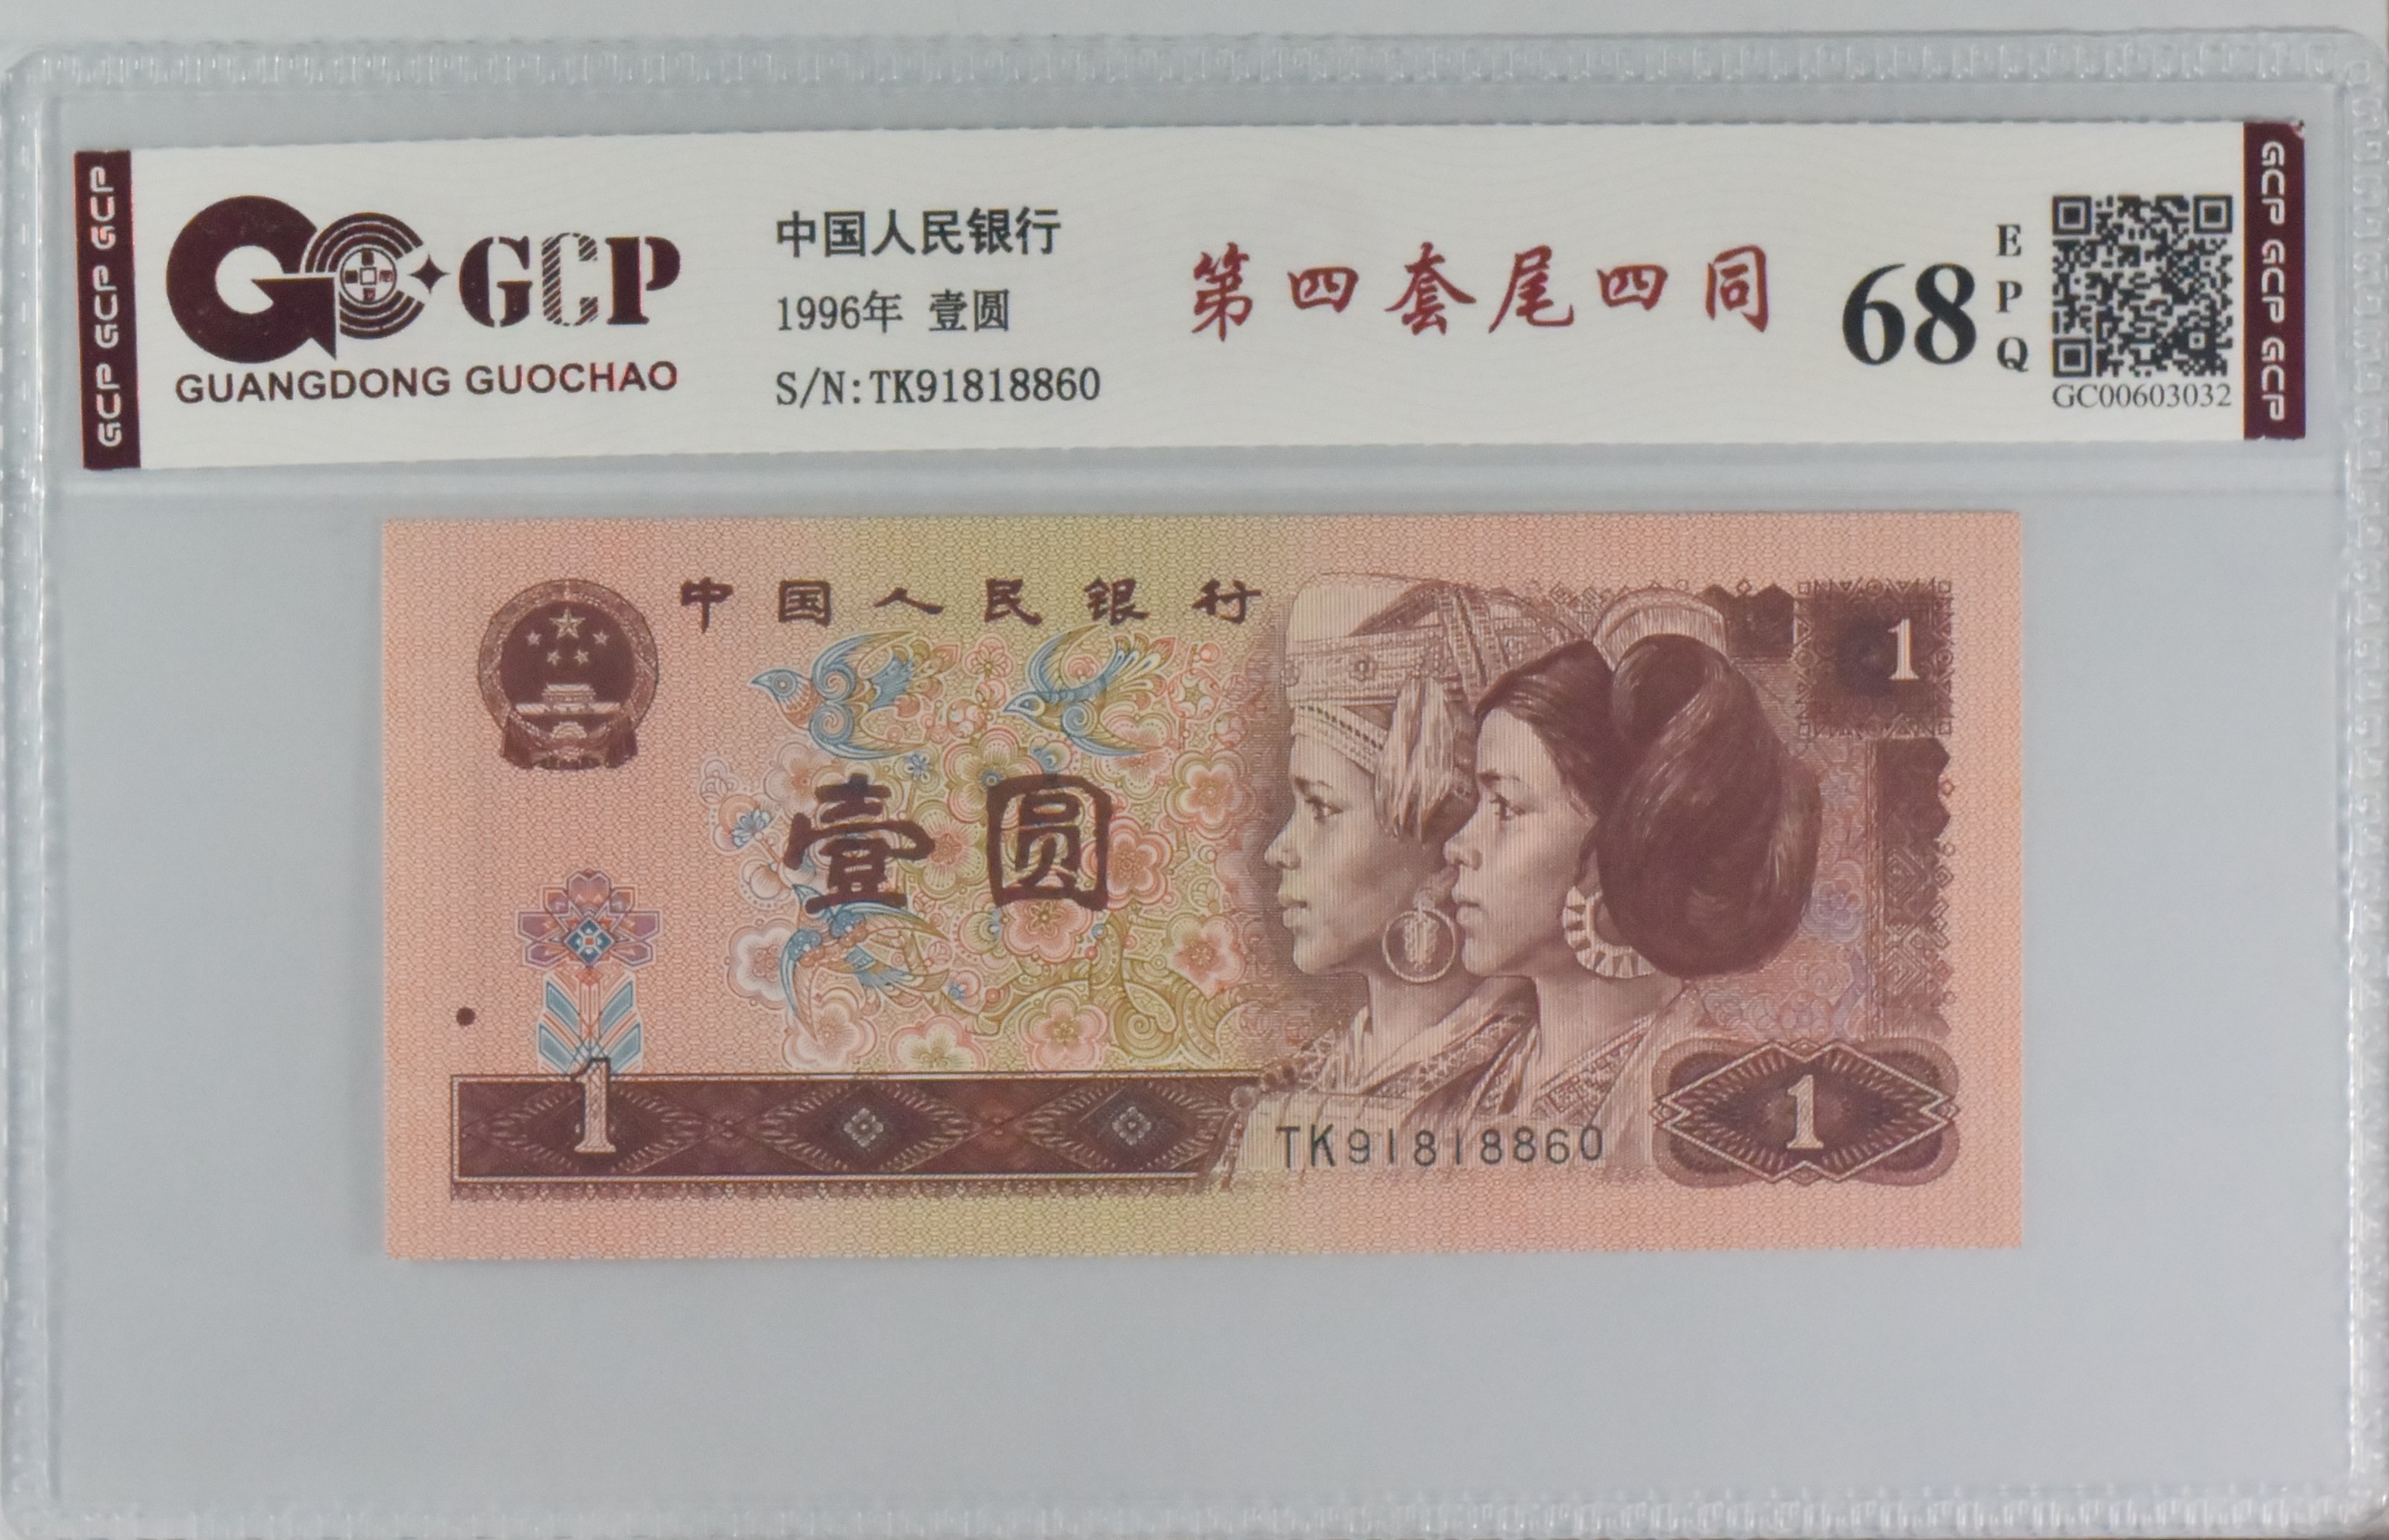 GCP GCP GCP
GCP
GUANGDONG GUOCHAO
中国人民银行
1996年 壹圆
S/N:TK91818860
第四套尾四同
68
E
P
Q
GC00603032
GCP GCP GCP
中国人民银行
1
壹圆
1
1
TK91818860